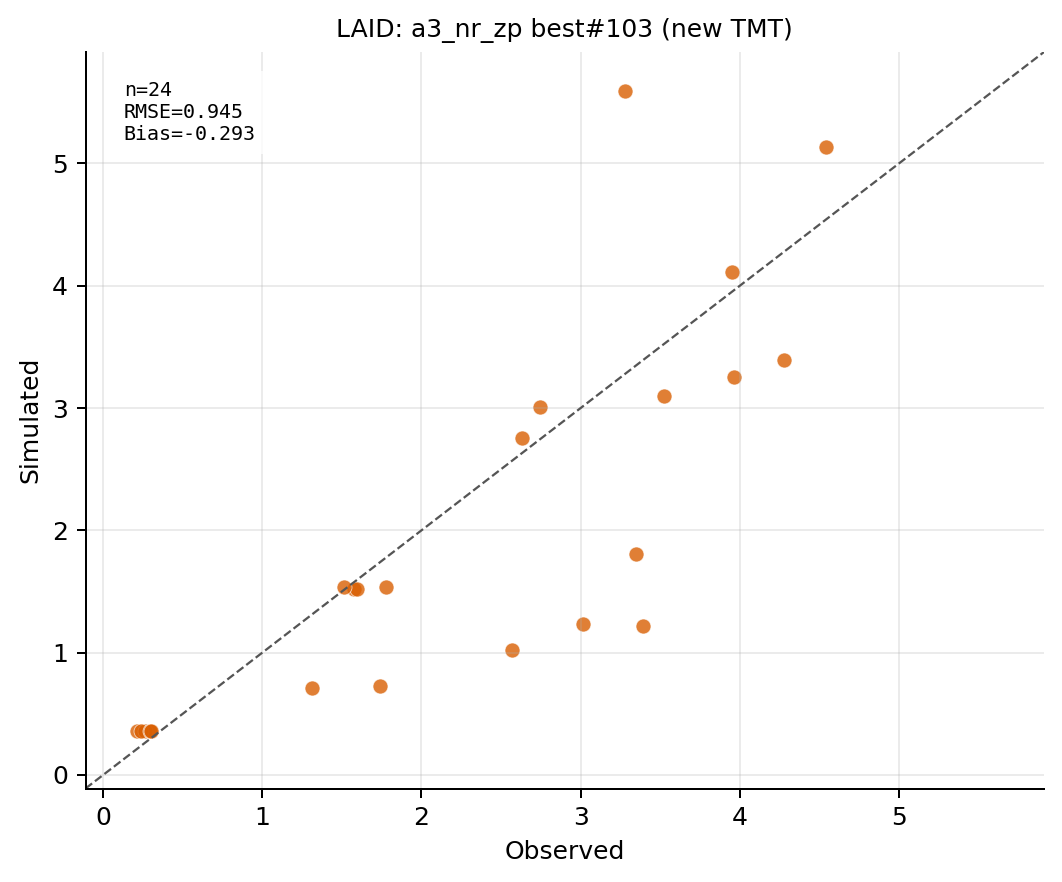 LAID: a3_nr_zp best#103 (new TMT)
n=24
RMSE=0.945
Bias=-0.293
5
4
3
2
1
0
Simulated
0 1 2 3 4 5
Observed